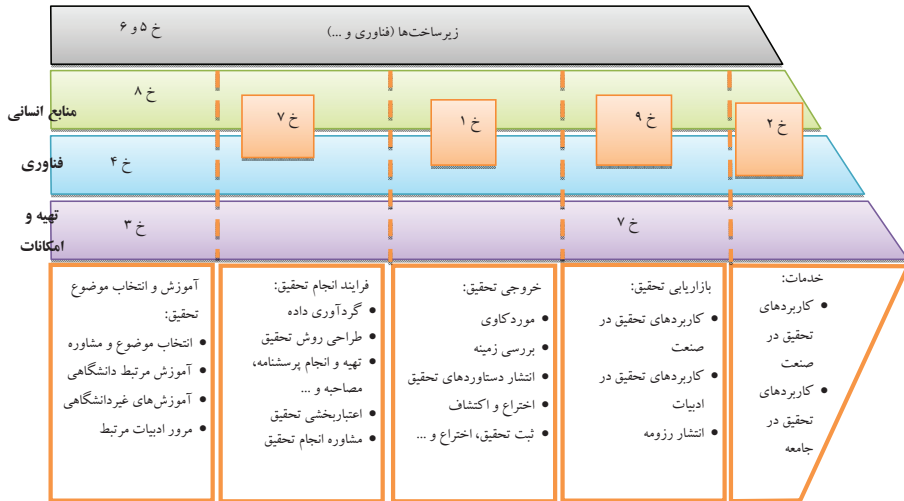 زیرساخت‌ها (فناوری و ...)
خ ۵ و ۶
منابع انسانی
خ ۸
خ ۷
خ ۱
خ ۹
خ ۲
فناوری
خ ۴
تهیه و
امکانات
خ ۳
خ ۷
آموزش و انتخاب موضوع
تحقیق:
• انتخاب موضوع و مشاوره
• آموزش مرتبط دانشگاهی
• آموزش‌های غیردانشگاهی
• مرور ادبیات مرتبط
فرایند انجام تحقیق:
• گردآوری داده
• طراحی روش تحقیق
• تهیه و انجام پرسشنامه،
مصاحبه و ...
• اعتباربخشی تحقیق
• مشاوره انجام تحقیق
خروجی تحقیق:
• موردکاوی
• بررسی زمینه
• انتشار دستاوردهای تحقیق
• اختراع و اکتشاف
• ثبت تحقیق، اختراع و ...
بازاریابی تحقیق:
• کاربردهای تحقیق در
صنعت
• کاربردهای تحقیق در
ادبیات
• انتشار رزومه
خدمات:
• کاربردهای
تحقیق در
صنعت
• کاربردهای
تحقیق در
جامعه